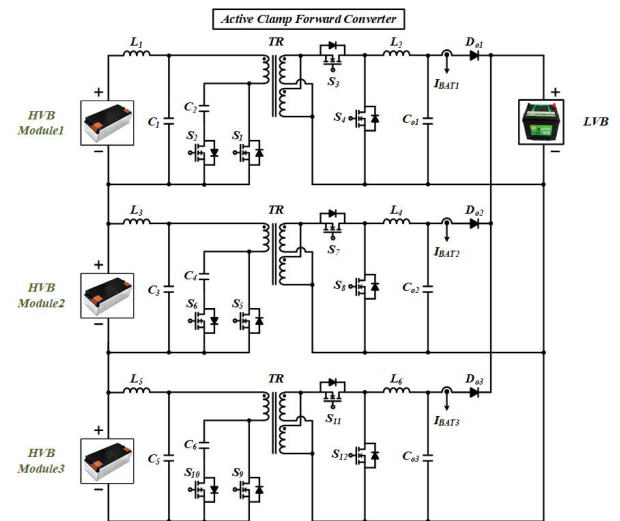 Active Clamp Forward Converter
L1 TR L2 Do1
S3
IBAT1
HVB
Module1
C1 C2 S2 S1 S4 Co1
LVB
L3 TR L4 Do2
S7
IBAT2
HVB
Module2
C3 C4 S6 S5 S8 Co2
L5 TR L6 Do3
S11
IBAT3
HVB
Module3
C5 C6 S10 S9 S12 Co3